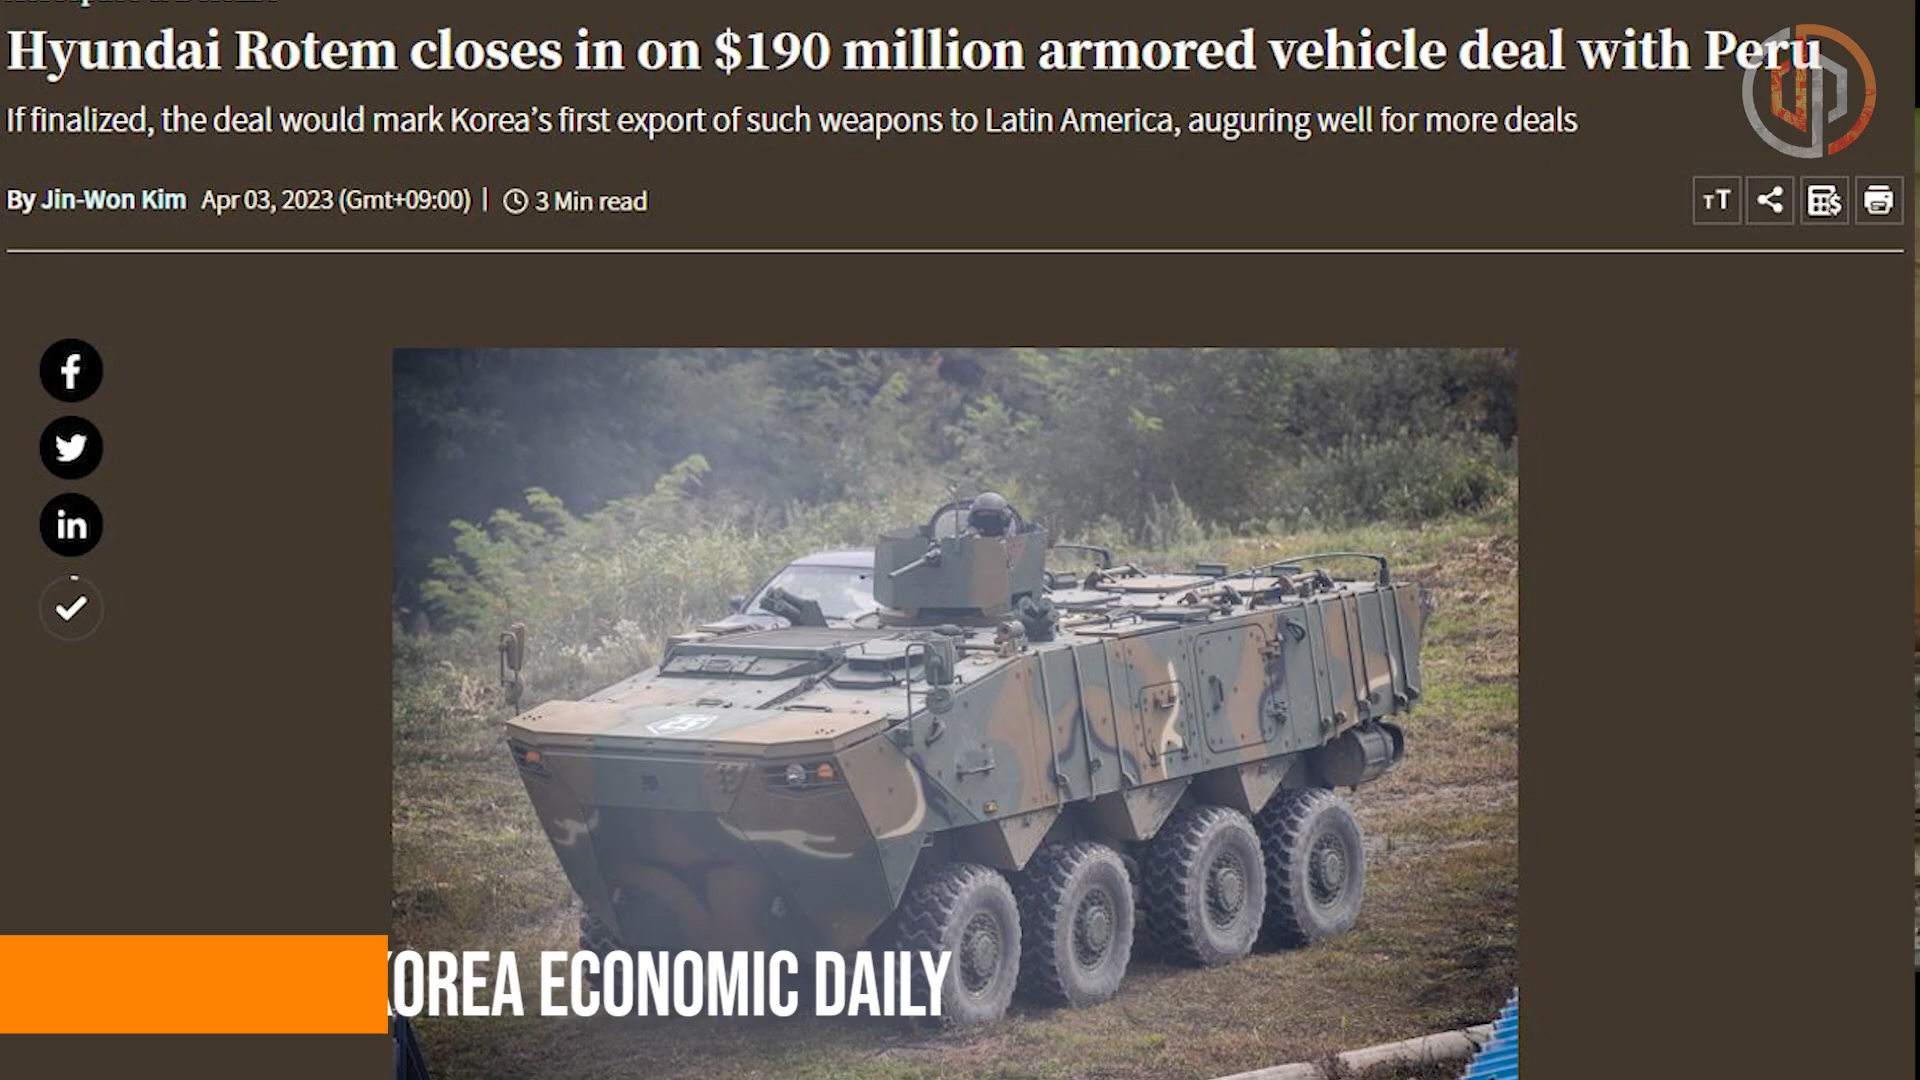 Hyundai Rotem closes in on $190 million armored vehicle deal with Peru
If finalized, the deal would mark Korea's first export of such weapons to Latin America, auguring well for more deals
By Jin-Won Kim Apr 03, 2023 (Gmt+09:00) | 3 Min read
TT
f
in
KOREA ECONOMIC DAILY